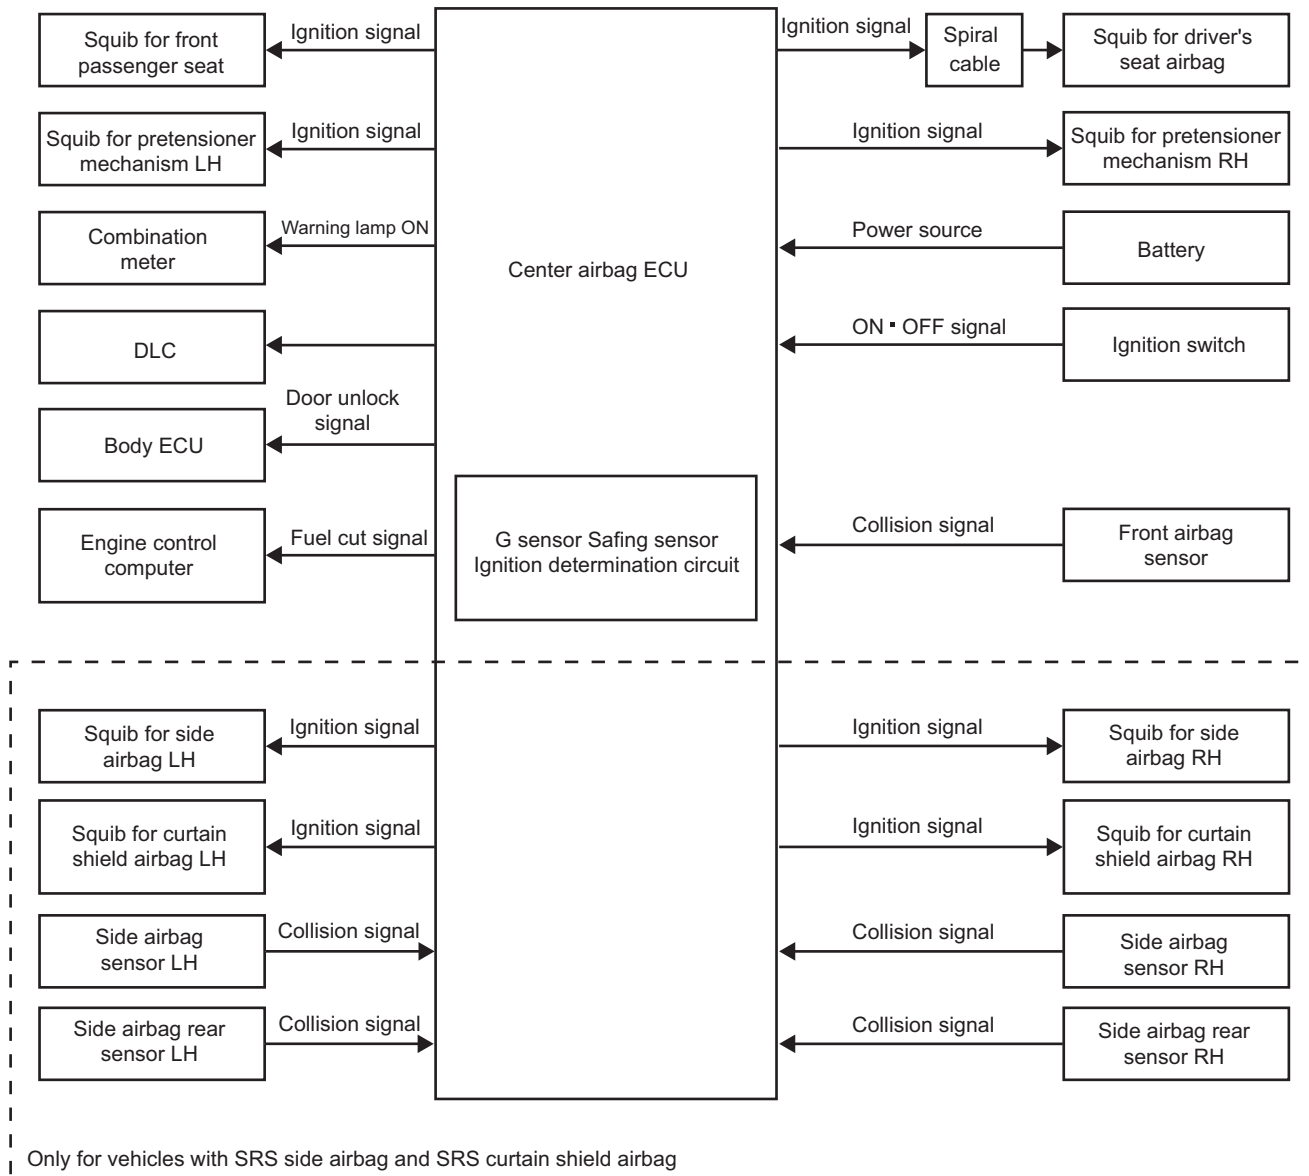 Squib for front
passenger seat
Ignition signal
Ignition signal
Spiral
cable
Squib for driver's
seat airbag
Squib for pretensioner
mechanism LH
Ignition signal
Ignition signal
Squib for pretensioner
mechanism RH
Combination
meter
Warning lamp ON
Center airbag ECU
Power source
Battery
DLC
ON ▪ OFF signal
Ignition switch
Body ECU
Door unlock
signal
Engine control
computer
Fuel cut signal
G sensor Safing sensor
Ignition determination circuit
Collision signal
Front airbag
sensor
Squib for side
airbag LH
Ignition signal
Ignition signal
Squib for side
airbag RH
Squib for curtain
shield airbag LH
Ignition signal
Ignition signal
Squib for curtain
shield airbag RH
Side airbag
sensor LH
Collision signal
Collision signal
Side airbag
sensor RH
Side airbag rear
sensor LH
Collision signal
Collision signal
Side airbag rear
sensor RH
Only for vehicles with SRS side airbag and SRS curtain shield airbag